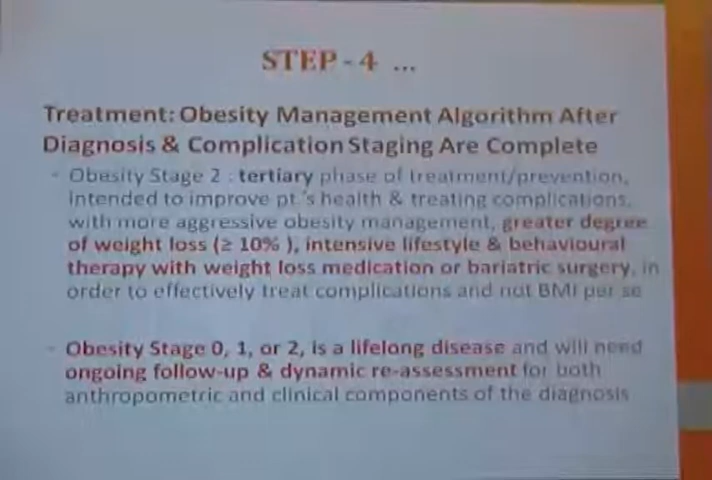 STEP - 4 ...
Treatment: Obesity Management Algorithm After
Diagnosis & Complication Staging Are Complete
- Obesity Stage 2 : tertiary phase of treatment/prevention,
intended to improve pt.'s health & treating complications,
with more aggressive obesity management, greater degree
of weight loss (≥ 10% ), intensive lifestyle & behavioural
therapy with weight loss medication or bariatric surgery, in
order to effectively treat complications and not BMI per se
- Obesity Stage 0, 1, or 2, is a lifelong disease and will need
ongoing follow-up & dynamic re-assessment for both
anthropometric and clinical components of the diagnosis